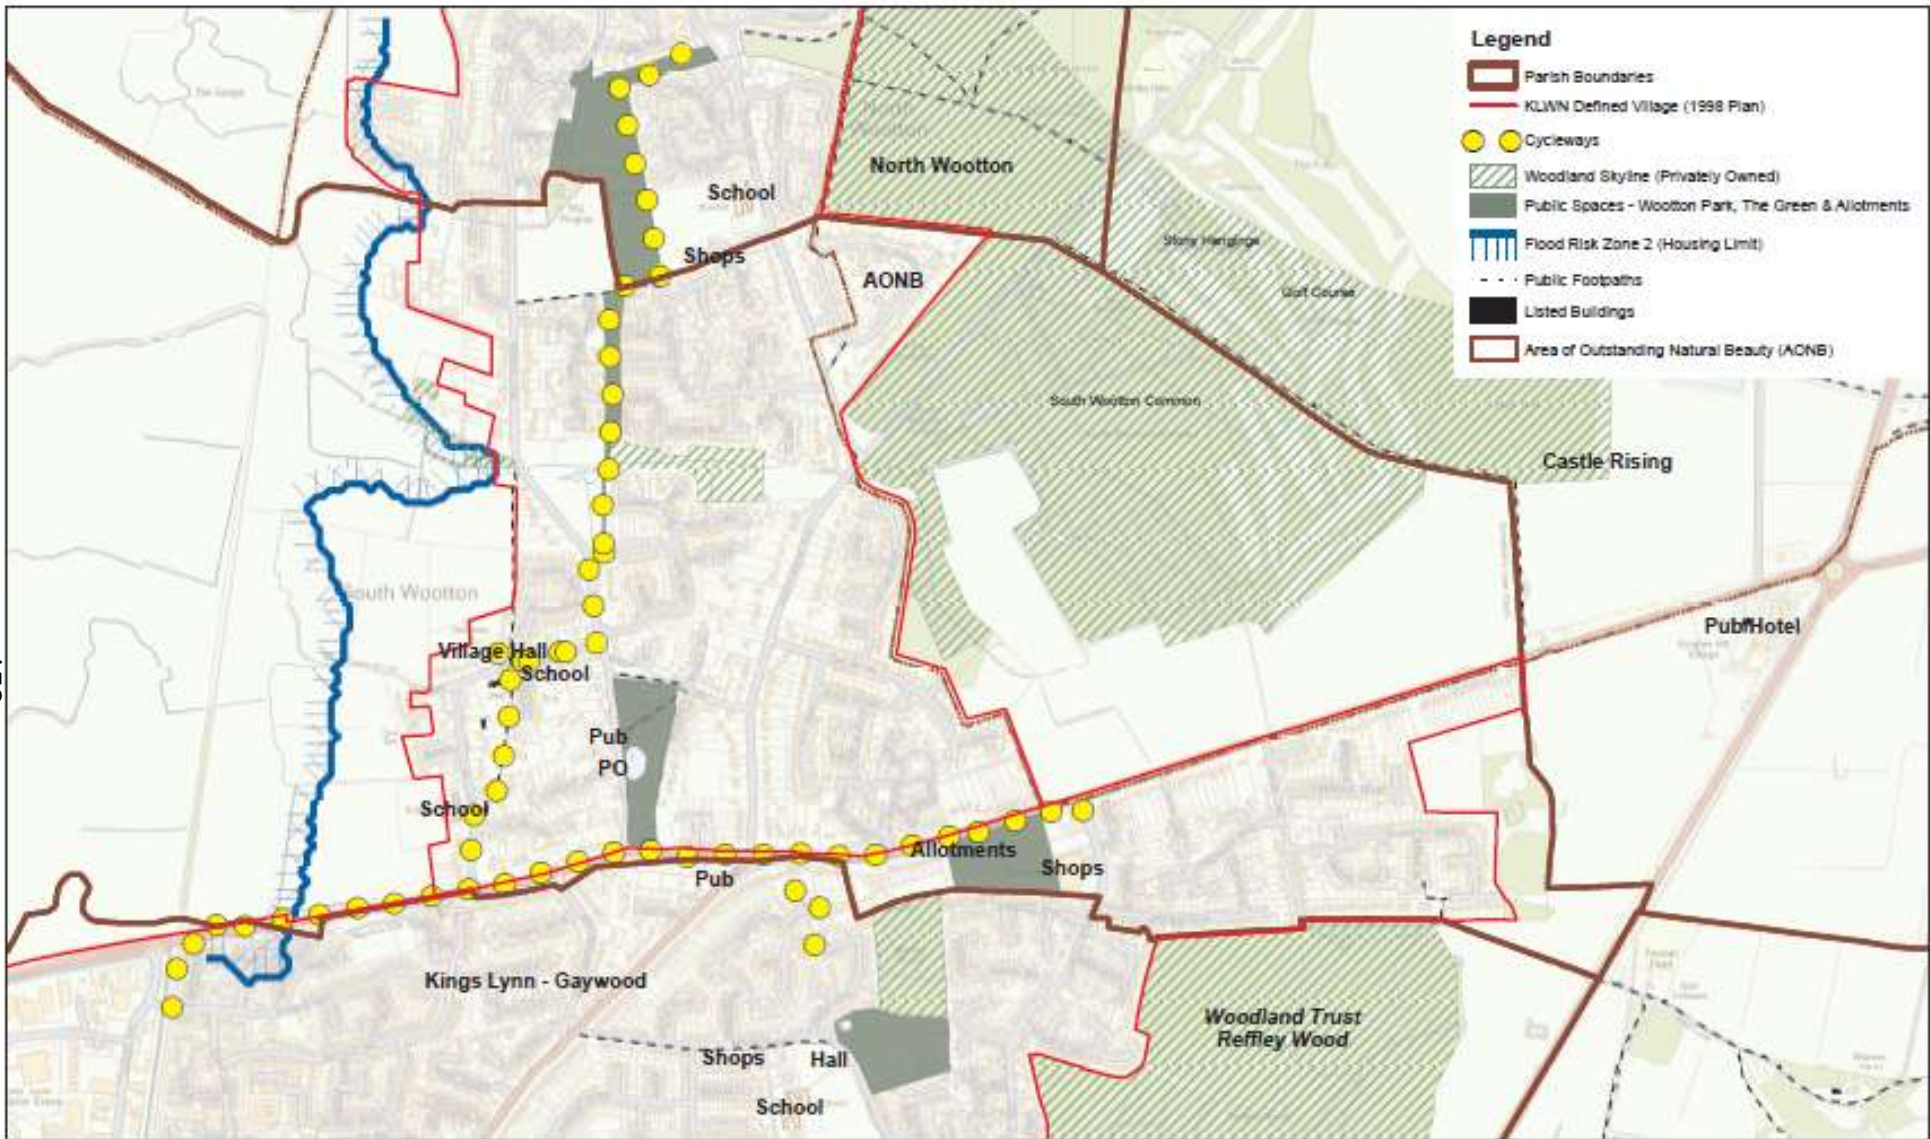 Legend
Parish Boundaries
KLWN Defined Village (1998 Plan)
Cycleways
Woodland Skyline (Privately Owned)
Public Spaces - Wootton Park, The Green & Allotments
Flood Risk Zone 2 (Housing Limit)
Public Footpaths
Listed Buildings
Area of Outstanding Natural Beauty (AONB)
North Wootton
School
Shops
AONB
Stony Hangings
Golf Course
South Wootton Common
Castle Rising
South Wootton
Village Hall
School
Pub/Hotel
Pub
PO
School
Allotments
Shops
Pub
Kings Lynn - Gaywood
Woodland Trust
Reffley Wood
Shops
Hall
School